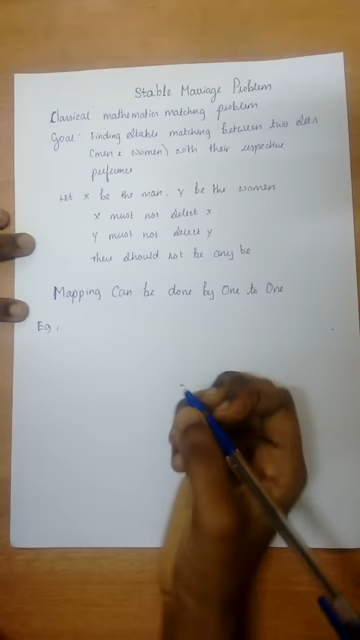 Stable Marriage Problem
Classical mathematics matching problem
Goal: Finding stable matching between two sets
(men & women) with their respective
prefernce
Let X be the man, Y be the women
X must not select x
Y must not select y
ther should not be any tie
Mapping Can be done by One to One
Eg,